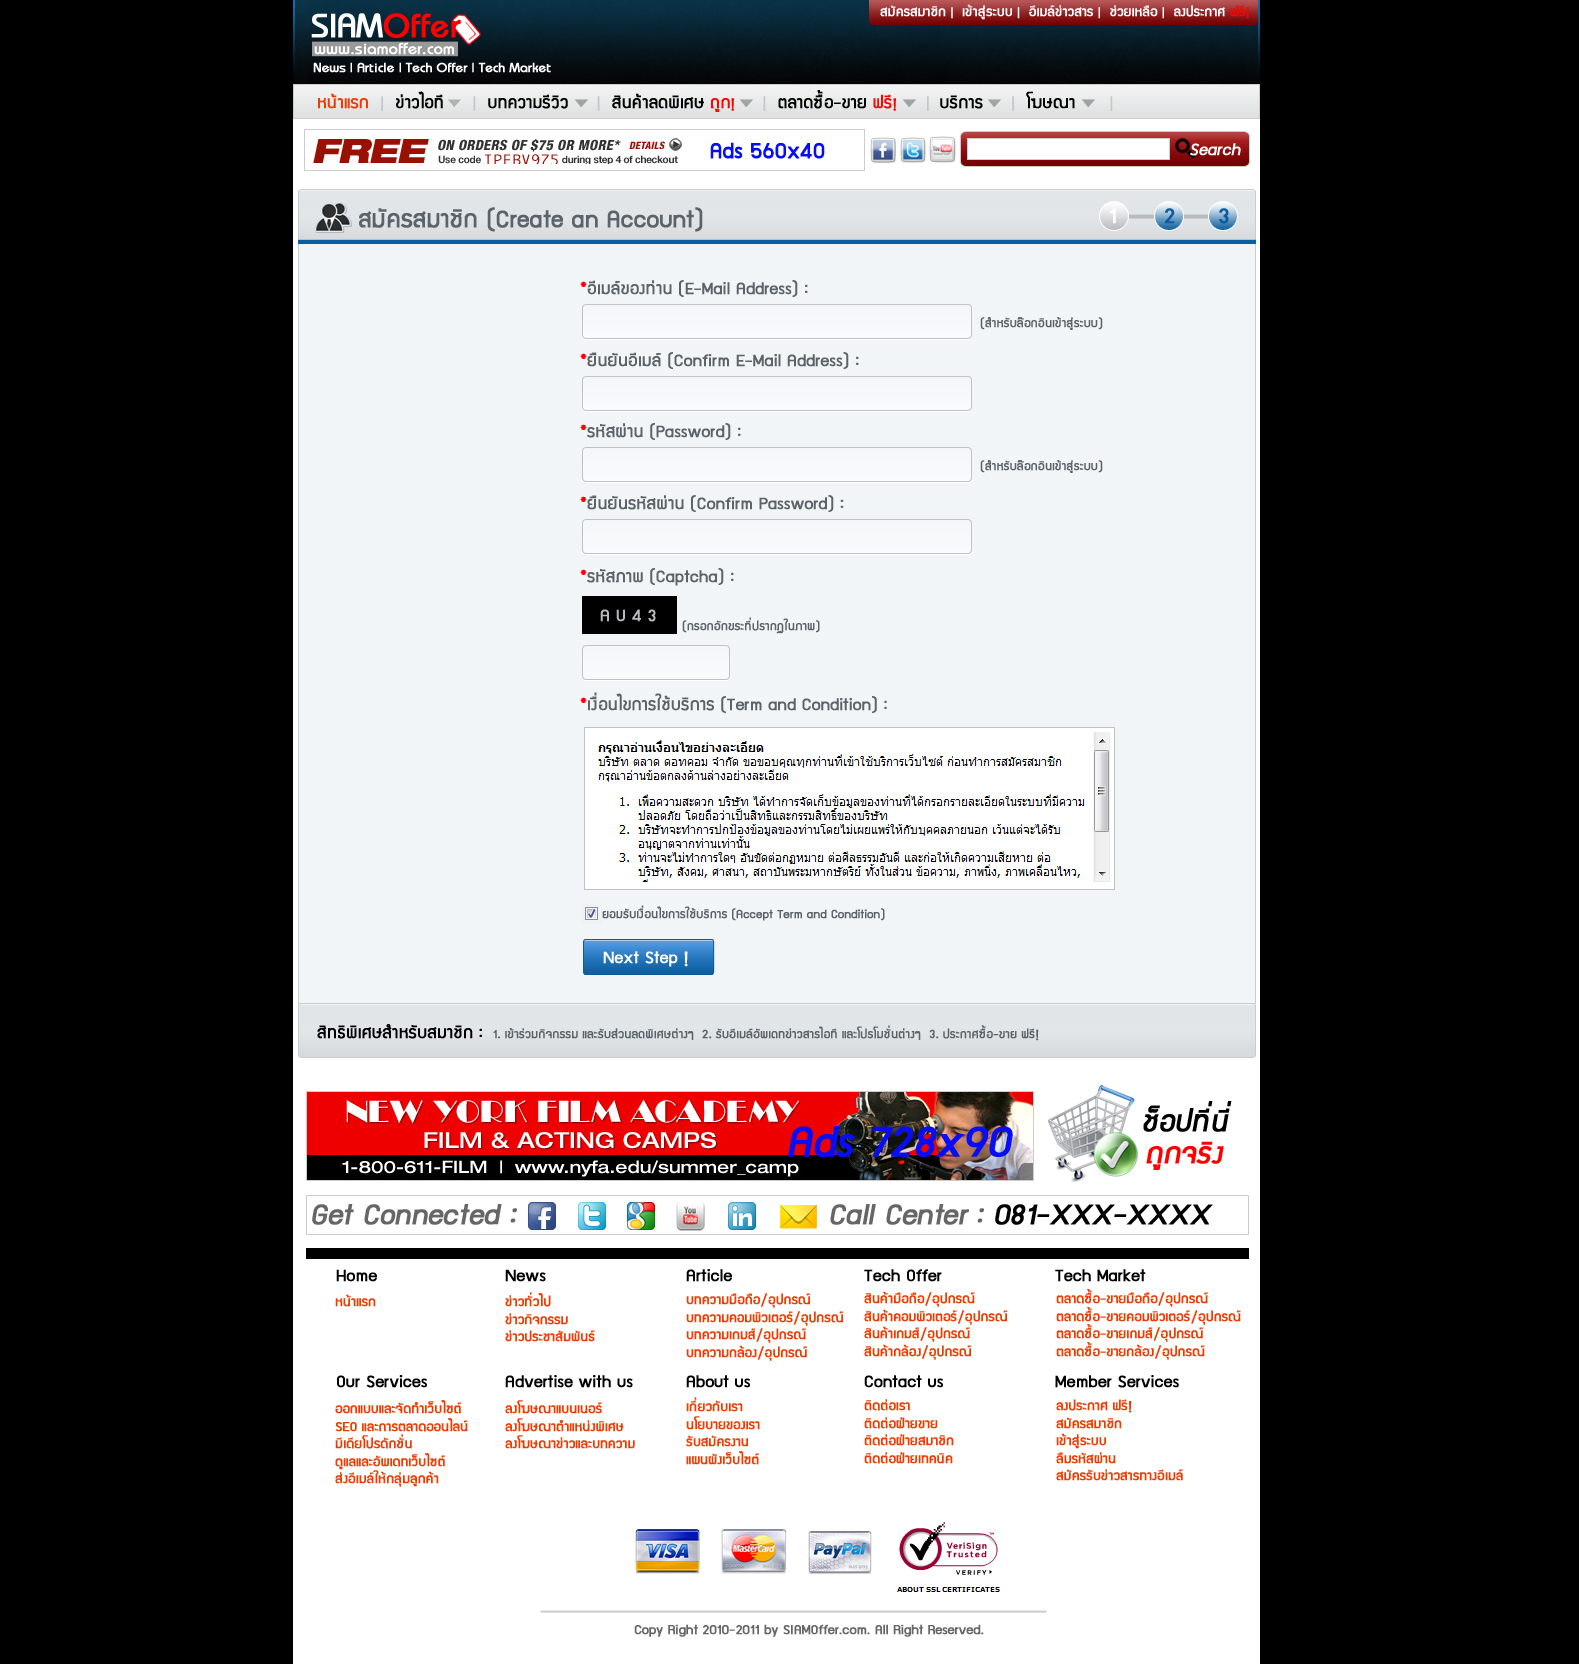 SIAMOffer
www.siamoffer.com
News | Article | Tech Offer | Tech Market
สมัครสมาชิก | เข้าสู่ระบบ | อีเมล์ข่าวสาร | ช่วยเหลือ | ลงประกาศ ฟรี!
หน้าแรก | ข่าวไอที | บทความรีวิว | สินค้าลดพิเศษ ถูก! | ตลาดซื้อ-ขาย ฟรี! | บริการ | โฆษณา |
FREE ON ORDERS OF $75 OR MORE* DETAILS
Use code TPFBV975 during step 4 of checkout
Ads 560x40
You Tube
Search
สมัครสมาชิก (Create an Account)
1 2 3
*อีเมล์ของท่าน (E-Mail Address) :
(สำหรับล๊อกอินเข้าสู่ระบบ)
*ยืนยันอีเมล์ (Confirm E-Mail Address) :
*รหัสผ่าน (Password) :
(สำหรับล๊อกอินเข้าสู่ระบบ)
*ยืนยันรหัสผ่าน (Confirm Password) :
*รหัสภาพ (Captcha) :
AU43 (กรอกอักขระที่ปรากฏในภาพ)
*เงื่อนไขการใช้บริการ (Term and Condition) :
กรุณาอ่านเงื่อนไขอย่างละเอียด
บริษัท ตลาด ดอทคอม จำกัด ขอขอบคุณทุกท่านที่เข้าใช้บริการเว็บไซต์ ก่อนทำการสมัครสมาชิก
กรุณาอ่านข้อตกลงด้านล่างอย่างละเอียด
1. เพื่อความสะดวก บริษัท ได้ทำการจัดเก็บข้อมูลของท่านที่ได้กรอกรายละเอียดในระบบที่มีความ
ปลอดภัย โดยถือว่าเป็นสิทธิและกรรมสิทธิ์ของบริษัท
2. บริษัทจะทำการปกป้องข้อมูลของท่านโดยไม่เผยแพร่ให้กับบุคคลภายนอก เว้นแต่จะได้รับ
อนุญาตจากท่านเท่านั้น
3. ท่านจะไม่ทำการใดๆ อันขัดต่อกฏหมาย ต่อศีลธรรมอันดี และก่อให้เกิดความเสียหาย ต่อ
บริษัท, สังคม, ศาสนา, สถาบันพระมหากษัตริย์ ทั้งในส่วน ข้อความ, ภาพนิ่ง, ภาพเคลื่อนไหว,
ยอมรับเงื่อนไขการใช้บริการ (Accept Term and Condition)
Next Step !
สิทธิพิเศษสำหรับสมาชิก : 1. เข้าร่วมกิจกรรม และรับส่วนลดพิเศษต่างๆ 2. รับอีเมล์อัพเดทข่าวสารไอที และโปรโมชั่นต่างๆ 3. ประกาศซื้อ-ขาย ฟรี!
NEW YORK FILM ACADEMY
FILM & ACTING CAMPS
1-800-611-FILM | www.nyfa.edu/summer_camp
Ads 728x90
ช็อปที่นี่
ถูกจริง
Get Connected : You Tube Call Center : 081-XXX-XXXX
Home
หน้าแรก
News
ข่าวทั่วไป
ข่าวกิจกรรม
ข่าวประชาสัมพันธ์
Article
บทความมือถือ/อุปกรณ์
บทความคอมพิวเตอร์/อุปกรณ์
บทความเกมส์/อุปกรณ์
บทความกล้อง/อุปกรณ์
Tech Offer
สินค้ามือถือ/อุปกรณ์
สินค้าคอมพิวเตอร์/อุปกรณ์
สินค้าเกมส์/อุปกรณ์
สินค้ากล้อง/อุปกรณ์
Tech Market
ตลาดซื้อ-ขายมือถือ/อุปกรณ์
ตลาดซื้อ-ขายคอมพิวเตอร์/อุปกรณ์
ตลาดซื้อ-ขายเกมส์/อุปกรณ์
ตลาดซื้อ-ขายกล้อง/อุปกรณ์
Our Services
ออกแบบและจัดทำเว็บไซต์
SEO และการตลาดออนไลน์
มีเดียโปรดักชั่น
ดูแลและอัพเดทเว็บไซต์
ส่งอีเมล์ให้กลุ่มลูกค้า
Advertise with us
ลงโฆษณาแบนเนอร์
ลงโฆษณาตำแหน่งพิเศษ
ลงโฆษณาข่าวและบทความ
About us
เกี่ยวกับเรา
นโยบายของเรา
รับสมัครงาน
แผนผังเว็บไซต์
Contact us
ติดต่อเรา
ติดต่อฝ่ายขาย
ติดต่อฝ่ายสมาชิก
ติดต่อฝ่ายเทคนิค
Member Services
ลงประกาศ ฟรี!
สมัครสมาชิก
เข้าสู่ระบบ
ลืมรหัสผ่าน
สมัครรับข่าวสารทางอีเมล์
VISA MasterCard PayPal VeriSign Trusted
VERIFY
ABOUT SSL CERTIFICATES
Copy Right 2010-2011 by SIAMOffer.com. All Right Reserved.